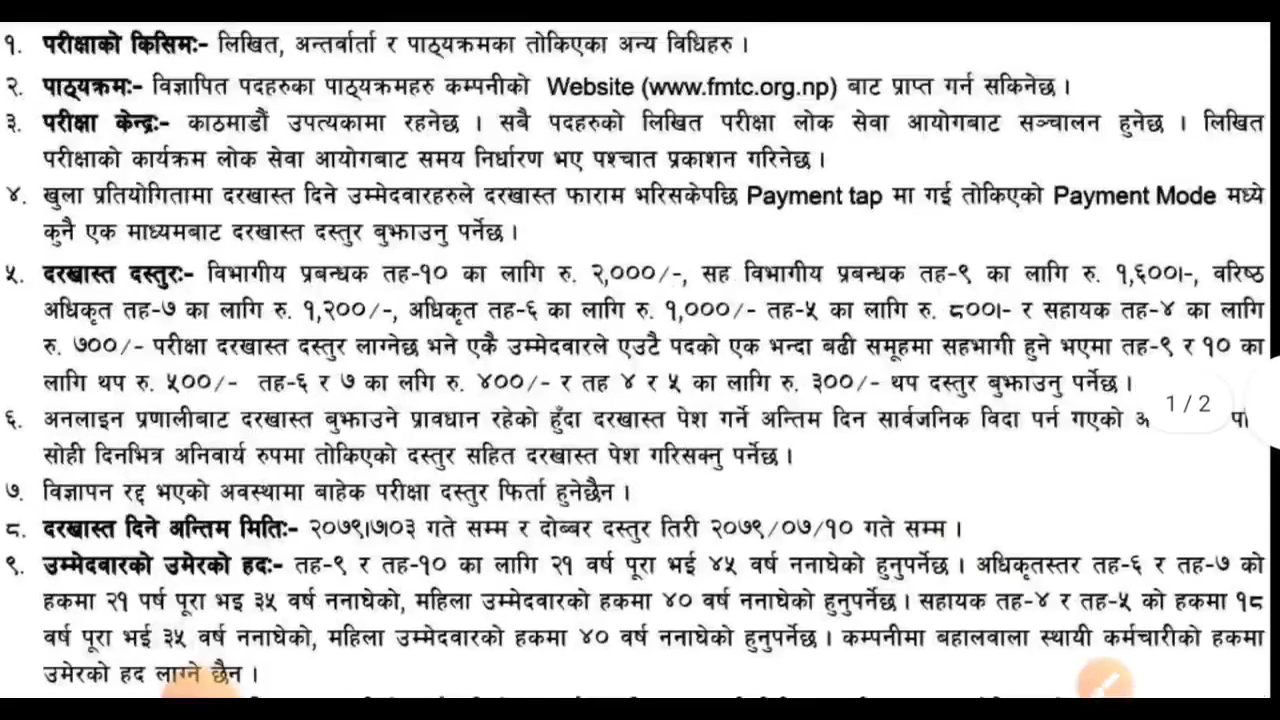 १. परीक्षाको किसिमः- लिखित, अन्तर्वार्ता र पाठ्यक्रमका तोकिएका अन्य विधिहरु ।
२. पाठ्यक्रमः- विज्ञापित पदहरुका पाठ्यक्रमहरु कम्पनीको Website (www.fmtc.org.np) बाट प्राप्त गर्न सकिनेछ ।
३. परीक्षा केन्द्रः- काठमाडौं उपत्यकामा रहनेछ । सबै पदहरुको लिखित परीक्षा लोक सेवा आयोगबाट सञ्चालन हुनेछ । लिखित
परीक्षाको कार्यक्रम लोक सेवा आयोगबाट समय निर्धारण भए पश्चात प्रकाशन गरिनेछ ।
४. खुला प्रतियोगितामा दरखास्त दिने उम्मेदवारहरुले दरखास्त फाराम भरिसकेपछि Payment tap मा गई तोकिएको Payment Mode मध्ये
कुनै एक माध्यमबाट दरखास्त दस्तुर बुझाउनु पर्नेछ ।
५. दरखास्त दस्तुरः- विभागीय प्रबन्धक तह-१० का लागि रु. २,०००/-, सह विभागीय प्रबन्धक तह-९ का लागि रु. १,६००।-, वरिष्ठ
अधिकृत तह-७ का लागि रु. १,२००/-, अधिकृत तह-६ का लागि रु. १,०००/- तह-५ का लागि रु. ८००।- र सहायक तह-४ का लागि
रु. ७००/- परीक्षा दरखास्त दस्तुर लाग्नेछ भने एकै उम्मेदवारले एउटै पदको एक भन्दा बढी समूहमा सहभागी हुने भएमा तह-९ र १० का
लागि थप रु. ५००/- तह-६ र ७ का लगि रु. ४००/- र तह ४ र ५ का लागि रु. ३००/- थप दस्तुर बुझाउनु पर्नेछ ।
1 / 2
६. अनलाइन प्रणालीबाट दरखास्त बुझाउने प्रावधान रहेको हुँदा दरखास्त पेश गर्ने अन्तिम दिन सार्वजनिक विदा पर्न गएको
सोही दिनभित्र अनिवार्य रुपमा तोकिएको दस्तुर सहित दरखास्त पेश गरिसक्नु पर्नेछ ।
७. विज्ञापन रद्द भएको अवस्थामा बाहेक परीक्षा दस्तुर फिर्ता हुनेछैन ।
८. दरखास्त दिने अन्तिम मितिः- २०७९।७।०३ गते सम्म र दोब्बर दस्तुर तिरी २०७९/०७/१० गते सम्म ।
९. उम्मेदवारको उमेरको हदः- तह-९ र तह-१० का लागि २१ वर्ष पूरा भई ४५ वर्ष ननाघेको हुनुपर्नेछ । अधिकृतस्तर तह-६ र तह-७ को
हकमा २१ पर्ष पूरा भइ ३५ वर्ष ननाघेको, महिला उम्मेदवारको हकमा ४० वर्ष ननाघेको हुनुपर्नेछ । सहायक तह-४ र तह-५ को हकमा १८
वर्ष पूरा भई ३५ वर्ष ननाघेको, महिला उम्मेदवारको हकमा ४० वर्ष ननाघेको हुनुपर्नेछ । कम्पनीमा बहालवाला स्थायी कर्मचारीको हकमा
उमेरको हद लाग्ने छैन ।